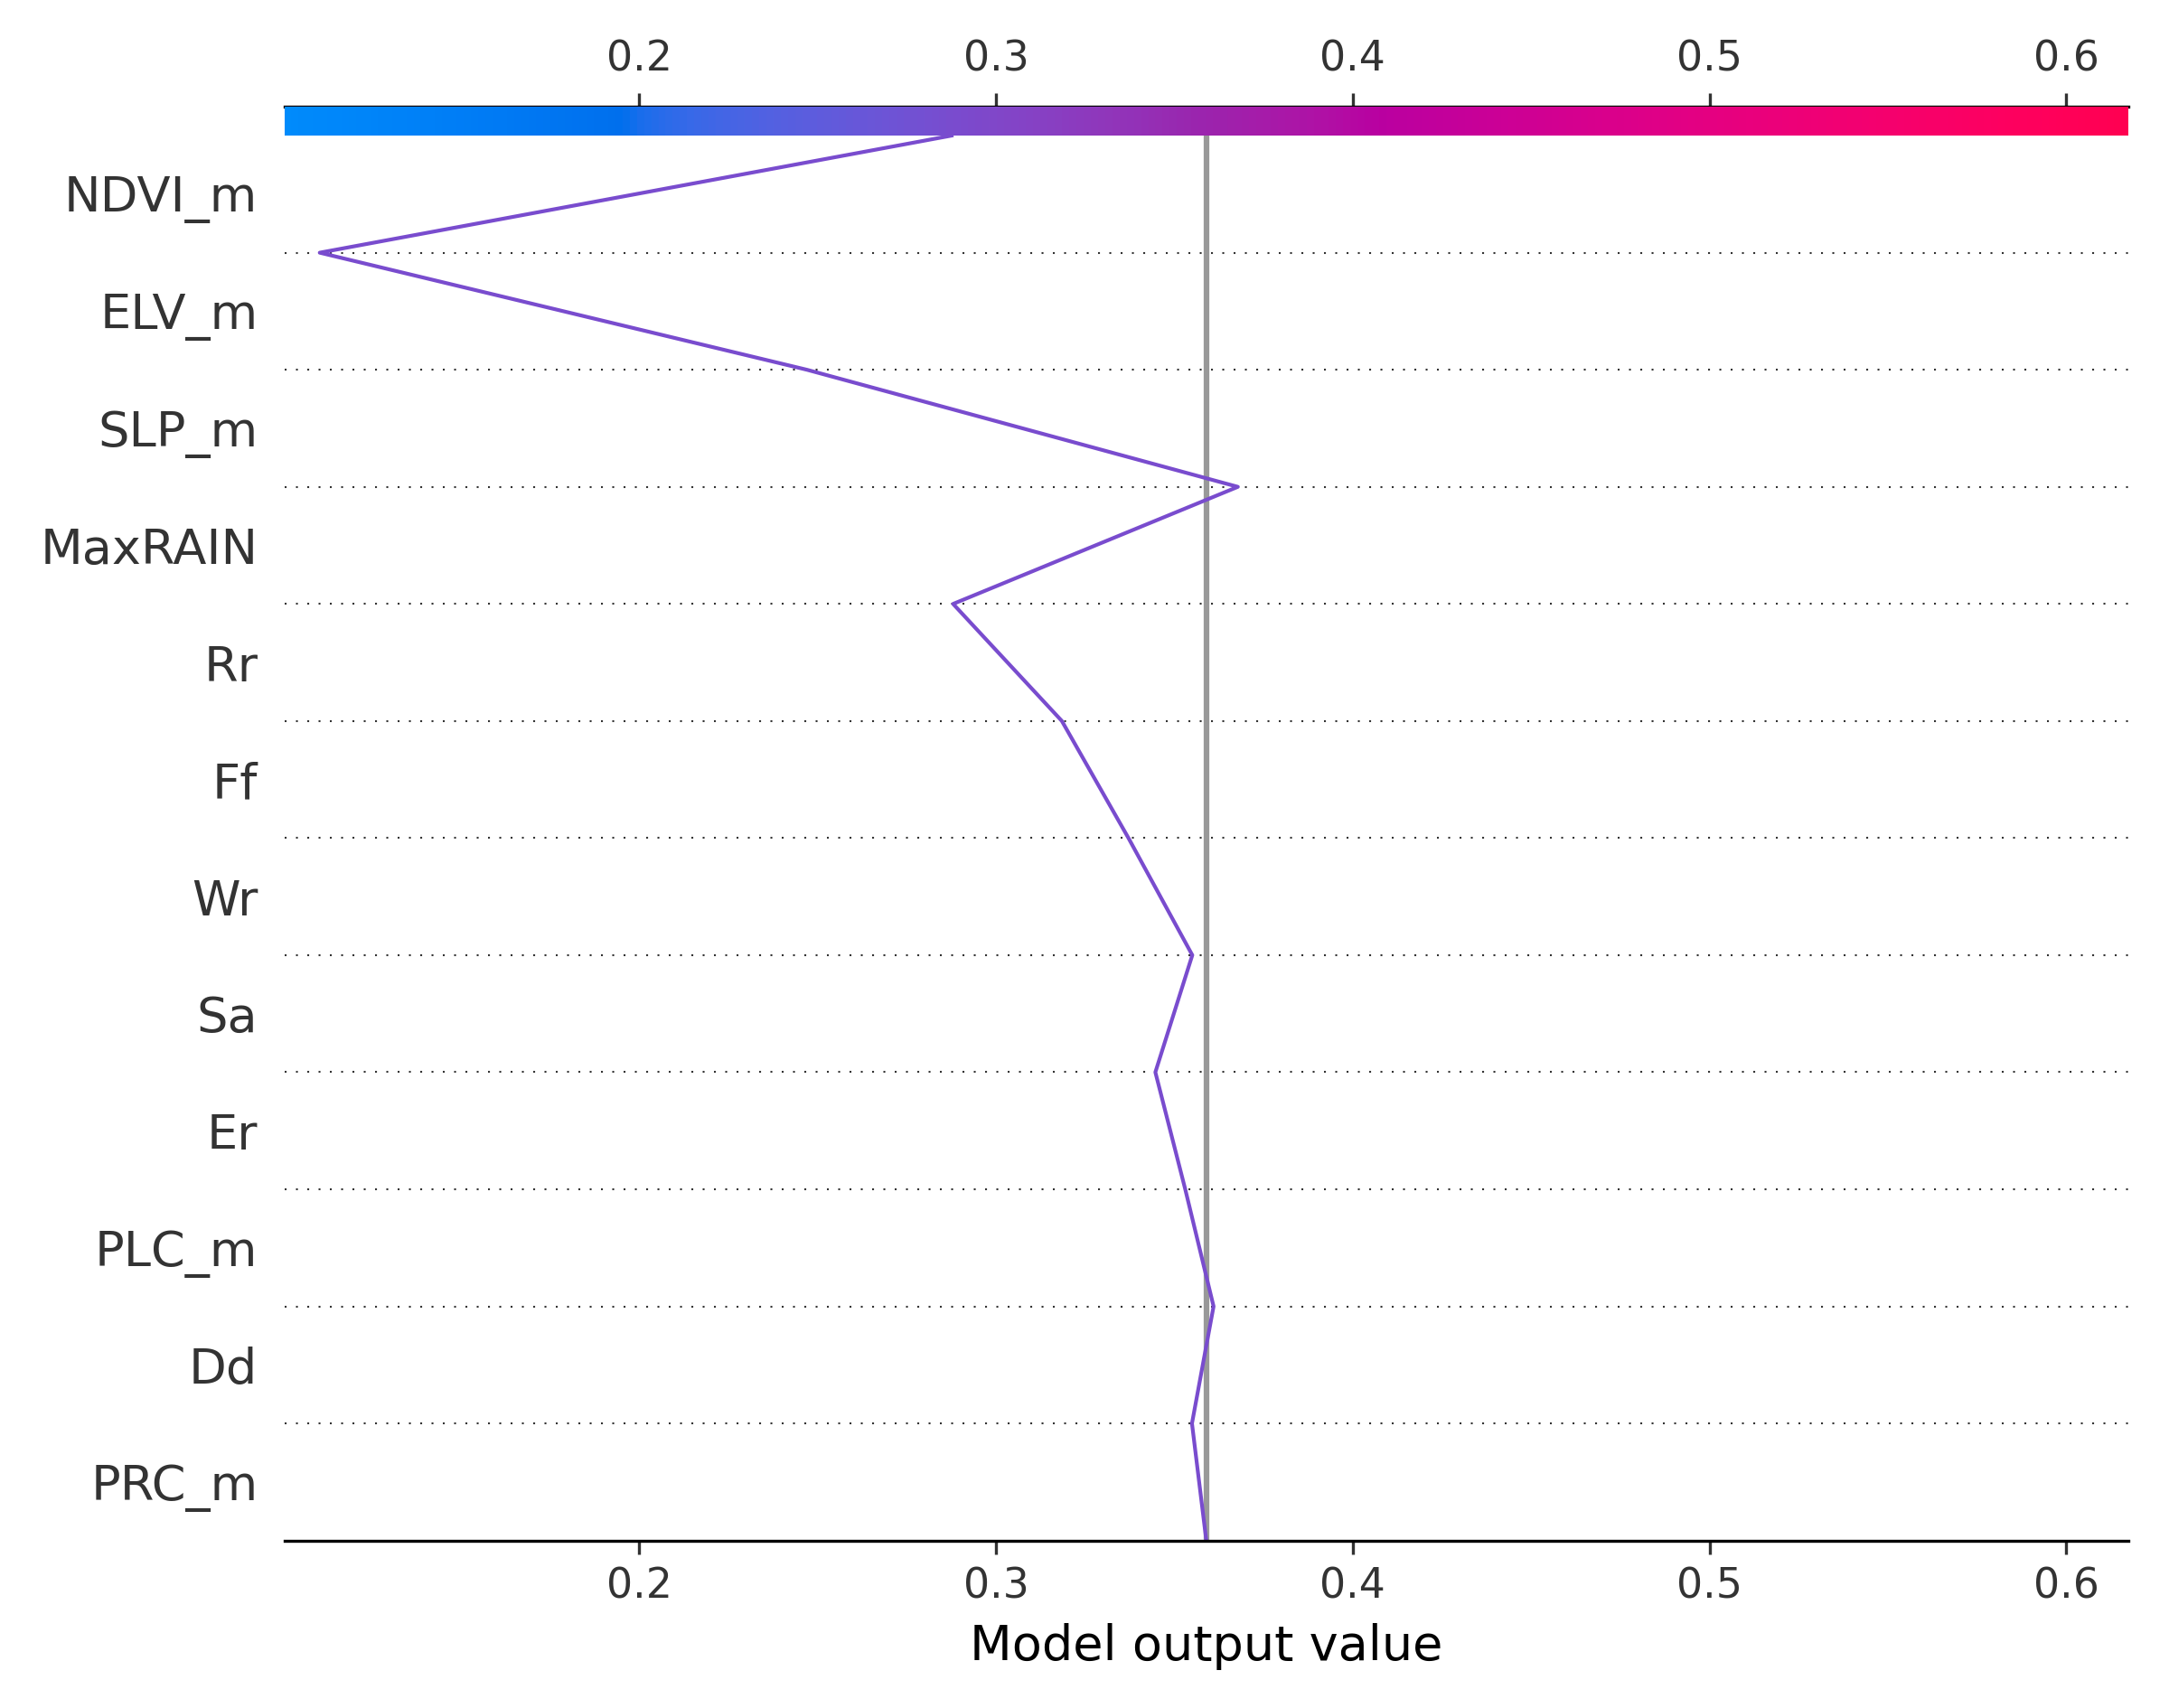 0.2 0.3 0.4 0.5 0.6
NDVI_m
ELV_m
SLP_m
MaxRAIN
Rr
Ff
Wr
Sa
Er
PLC_m
Dd
PRC_m
0.2 0.3 0.4 0.5 0.6
Model output value